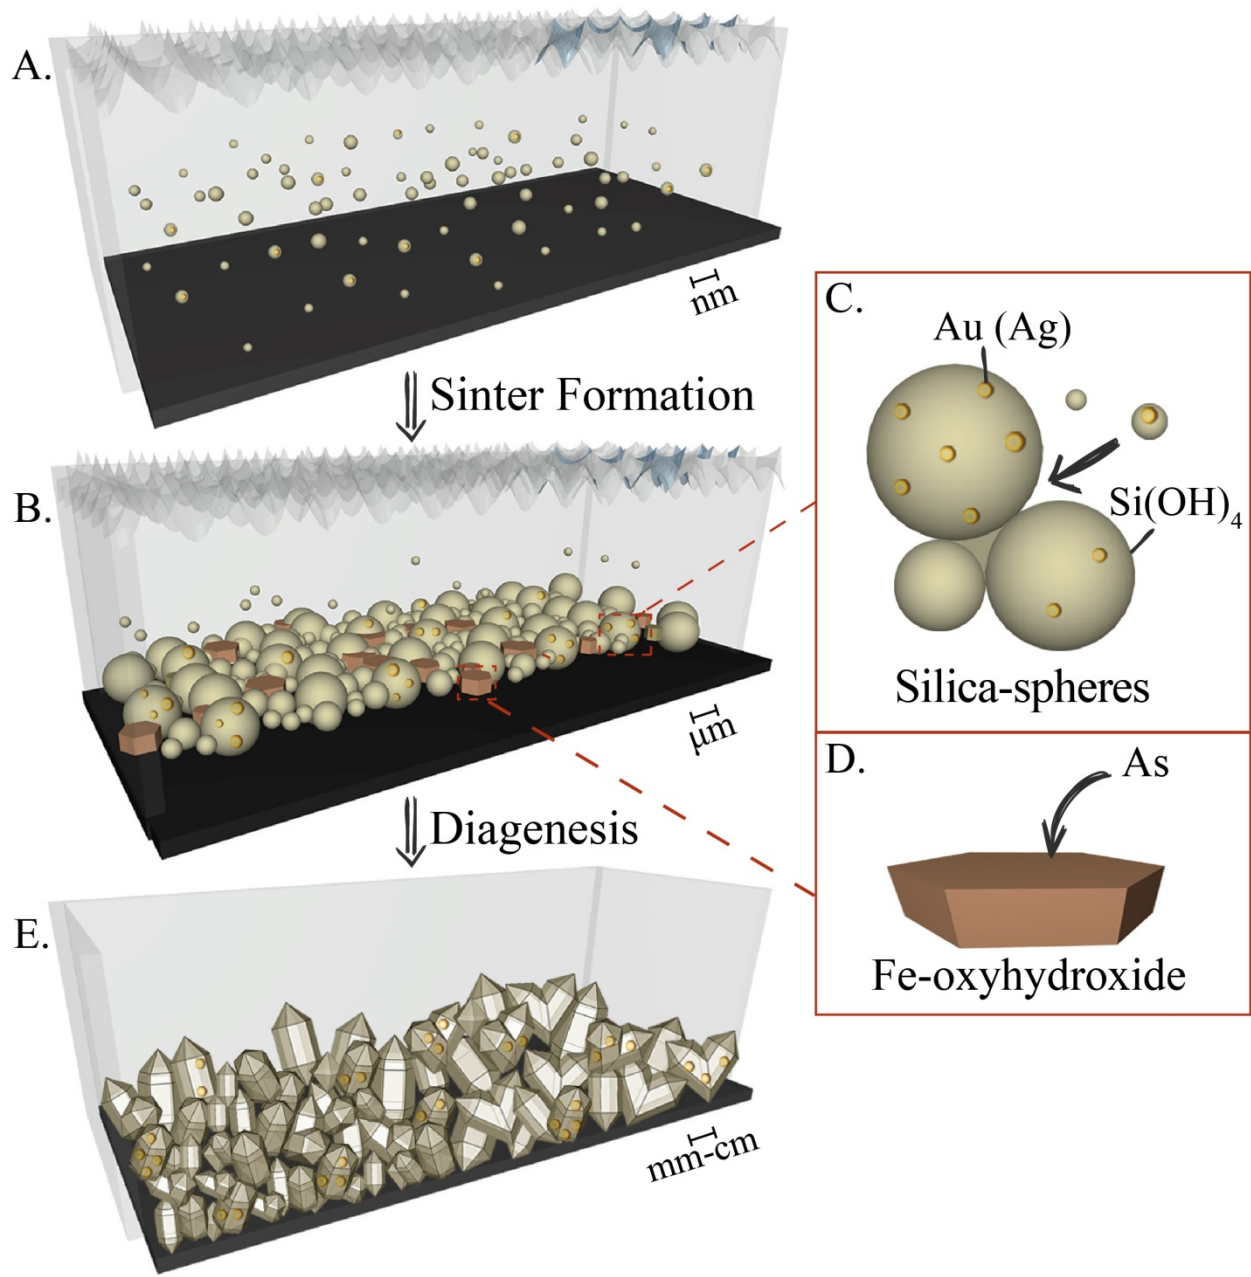 A.
nm
Sinter Formation
B.
μm
C.
Au (Ag)
Si(OH)4
Silica-spheres
D.
As
Fe-oxyhydroxide
Diagenesis
E.
mm-cm